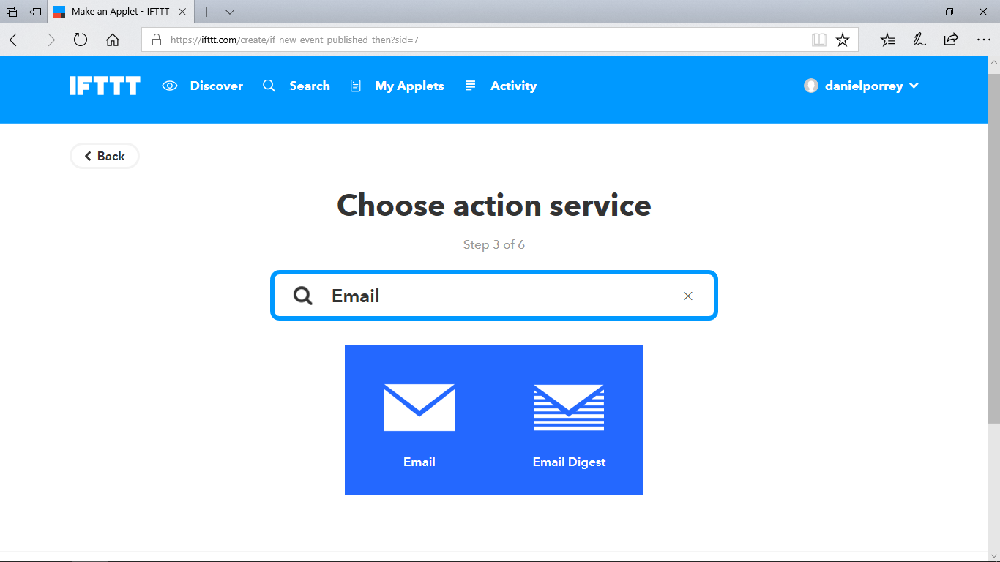 Make an Applet - IFTTT
https://ifttt.com/create/if-new-event-published-then?sid=7
IFTTT Discover Search My Applets Activity danielporrey
Back
Choose action service
Step 3 of 6
Email
Email Email Digest